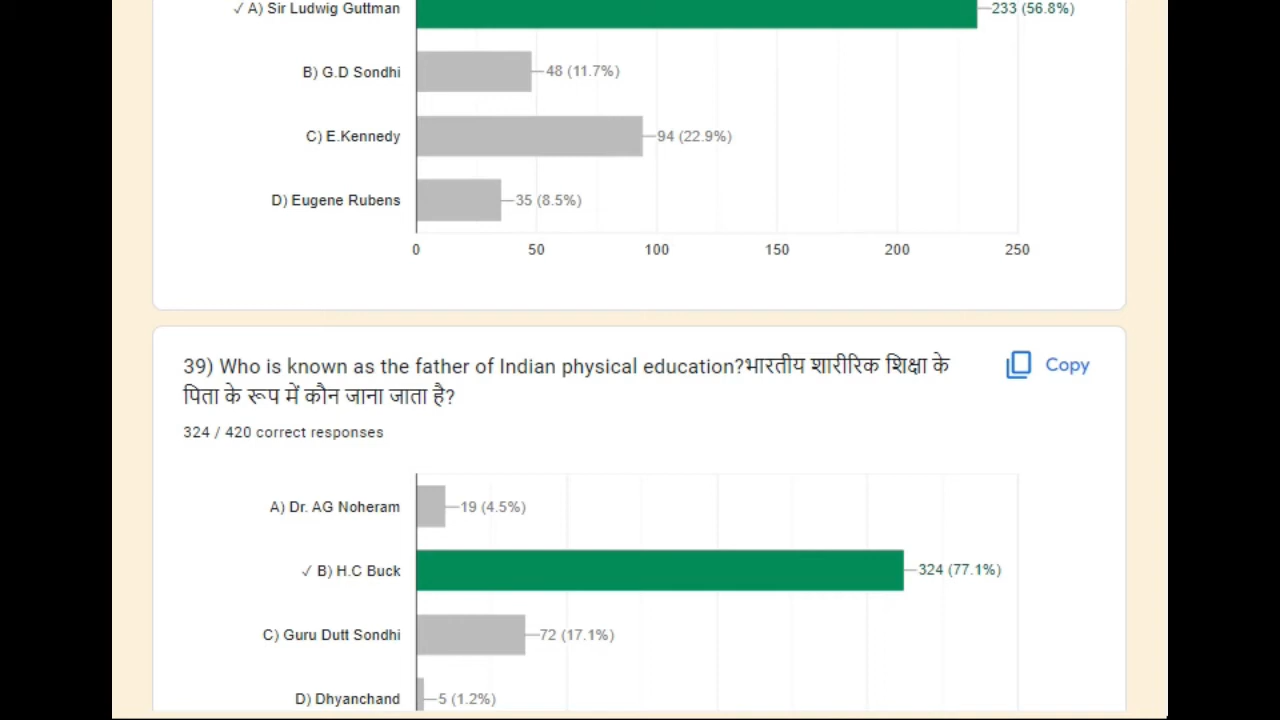 ✓ A) Sir Ludwig Guttman
233 (56.8%)
B) G.D Sondhi
48 (11.7%)
C) E.Kennedy
94 (22.9%)
D) Eugene Rubens
35 (8.5%)
0 50 100 150 200 250
39) Who is known as the father of Indian physical education?भारतीय शारीरिक शिक्षा के
पिता के रूप में कौन जाना जाता है?
Copy
324 / 420 correct responses
A) Dr. AG Noheram
19 (4.5%)
✓ B) H.C Buck
324 (77.1%)
C) Guru Dutt Sondhi
72 (17.1%)
D) Dhyanchand
5 (1.2%)